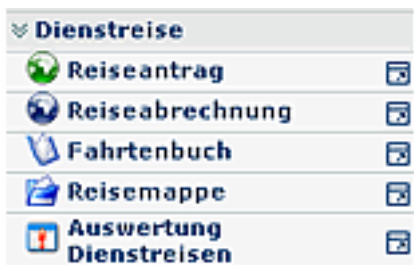 Dienstreise
Reiseantrag
Reiseabrechnung
Fahrtenbuch
Reisemappe
Auswertung
Dienstreisen